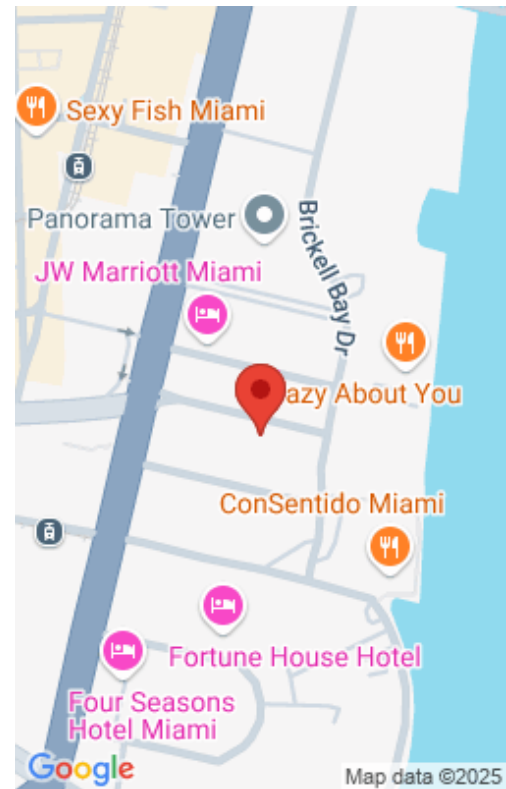 Sexy Fish Miami
Panorama Tower
Brickell Bay Dr
JW Marriott Miami
azy About You
ConSentido Miami
Fortune House Hotel
Four Seasons
Hotel Miami
Google
Map data ©2025